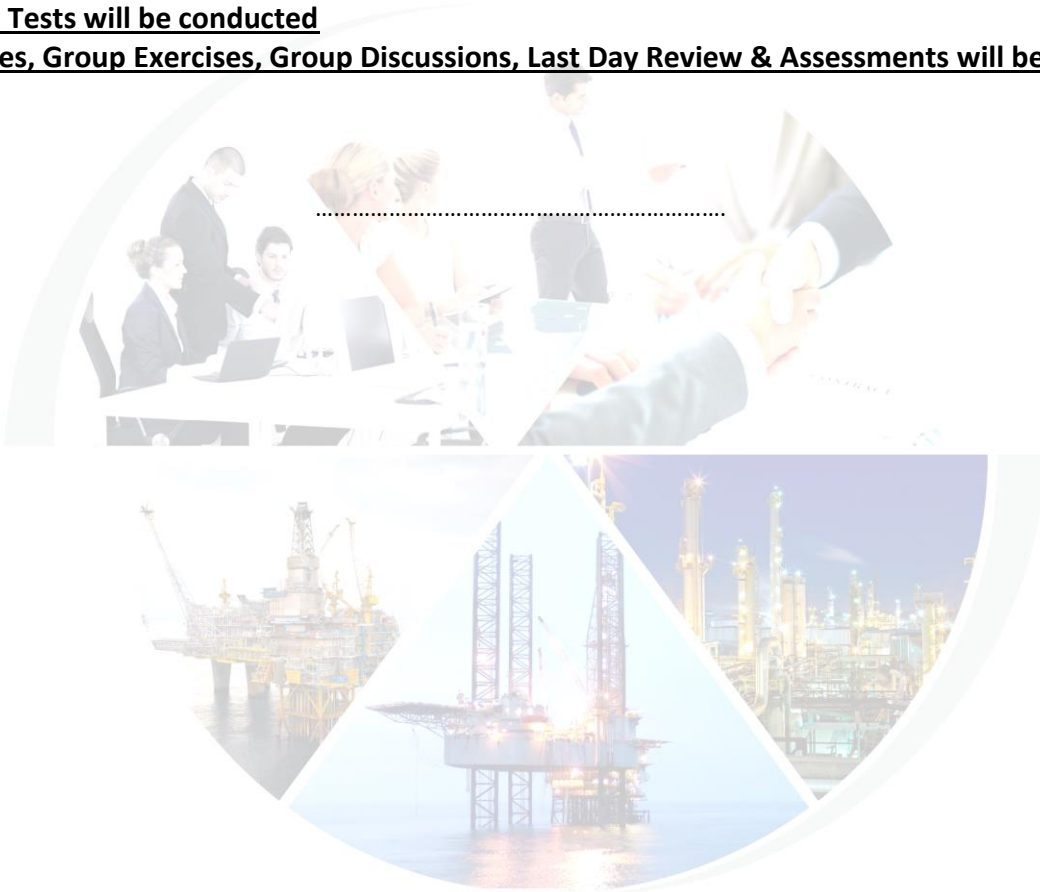 Tests will be conducted
es, Group Exercises, Group Discussions, Last Day Review & Assessments will be
………………………………………………………….